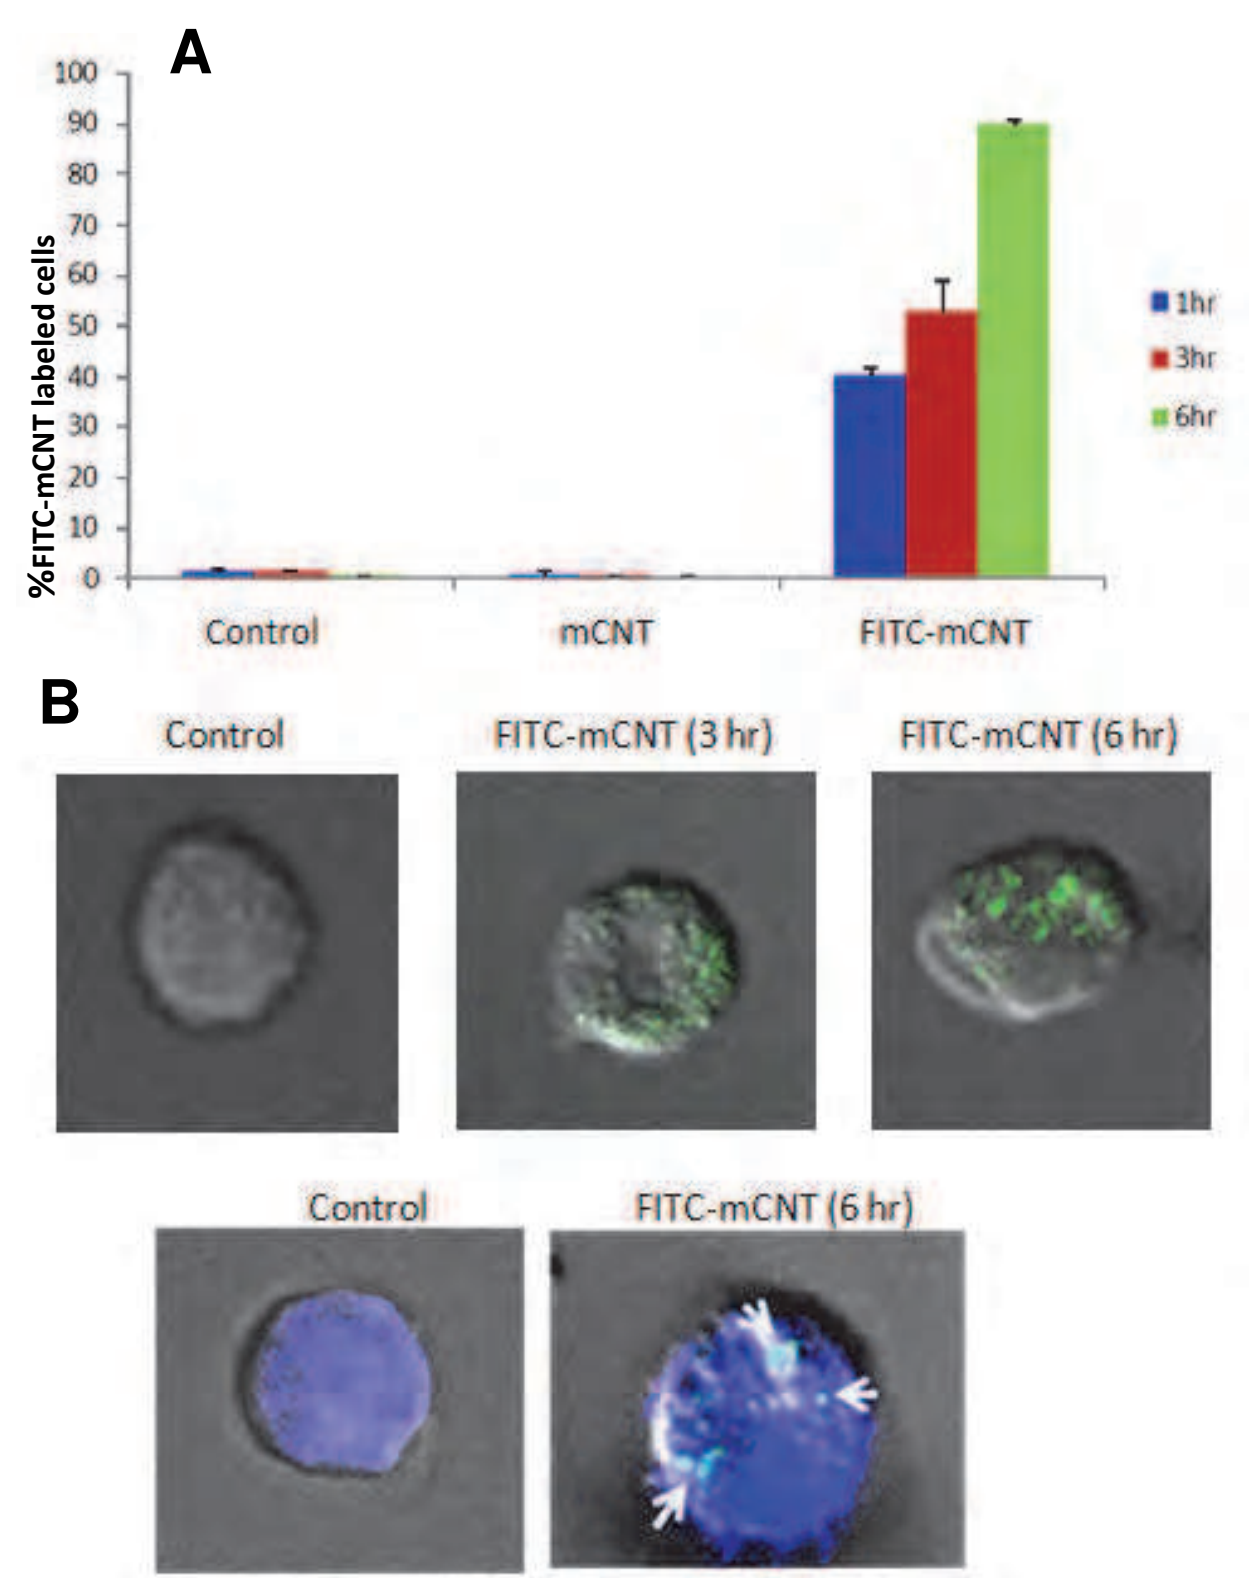 A
100
90
80
70
60
50
40
30
20
10
0
%FITC-mCNT labeled cells
1hr
3hr
6hr
Control mCNT FITC-mCNT
B
Control FITC-mCNT (3 hr) FITC-mCNT (6 hr)
Control FITC-mCNT (6 hr)